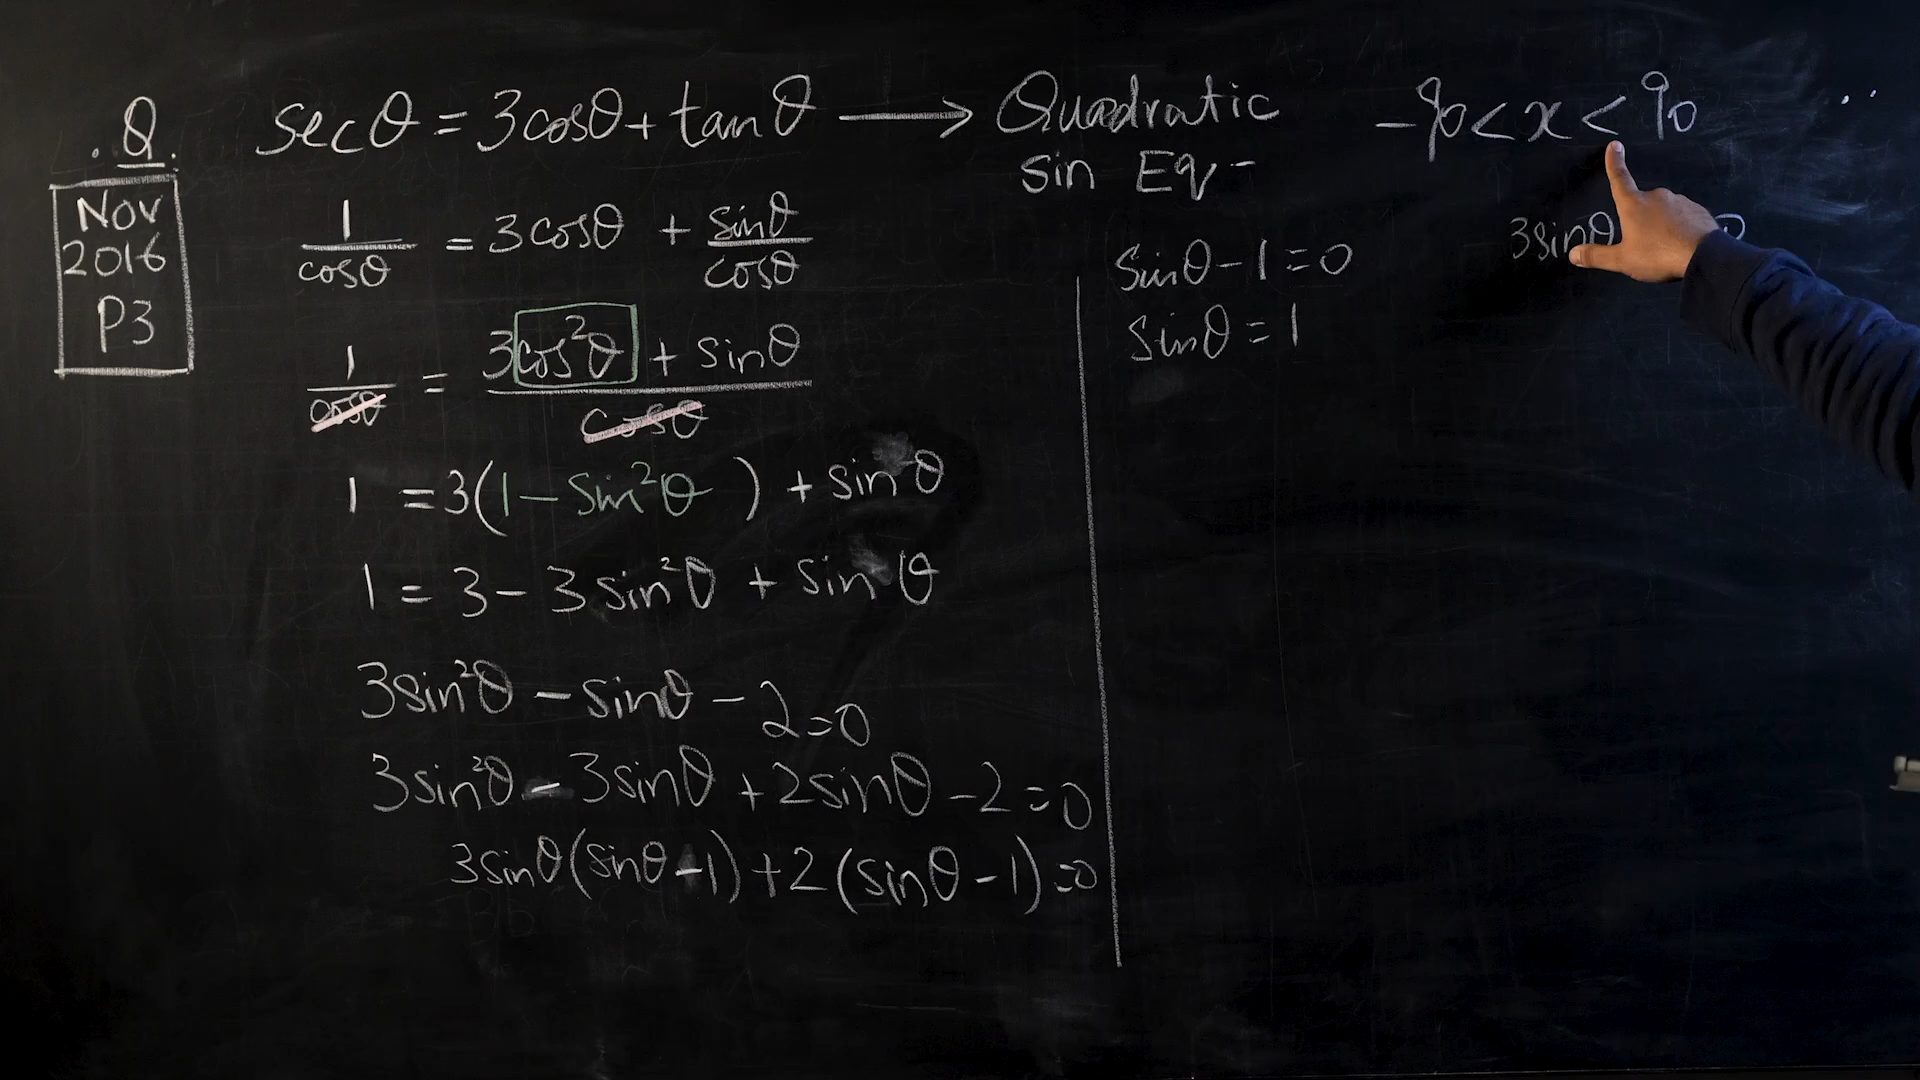 Q
Nov
2016
P3
secθ = 3cosθ + tanθ → Quadratic
sin Eq -
-90 < x < 90
1/cosθ = 3cosθ + sinθ/cosθ
1/cosθ = (3cos²θ + sinθ)/cosθ
1 = 3(1 - sin²θ) + sinθ
1 = 3 - 3sin²θ + sinθ
3sin²θ - sinθ - 2 = 0
3sin²θ - 3sinθ + 2sinθ - 2 = 0
3sinθ(sinθ - 1) + 2(sinθ - 1) = 0
sinθ - 1 = 0
sinθ = 1
3sinθ